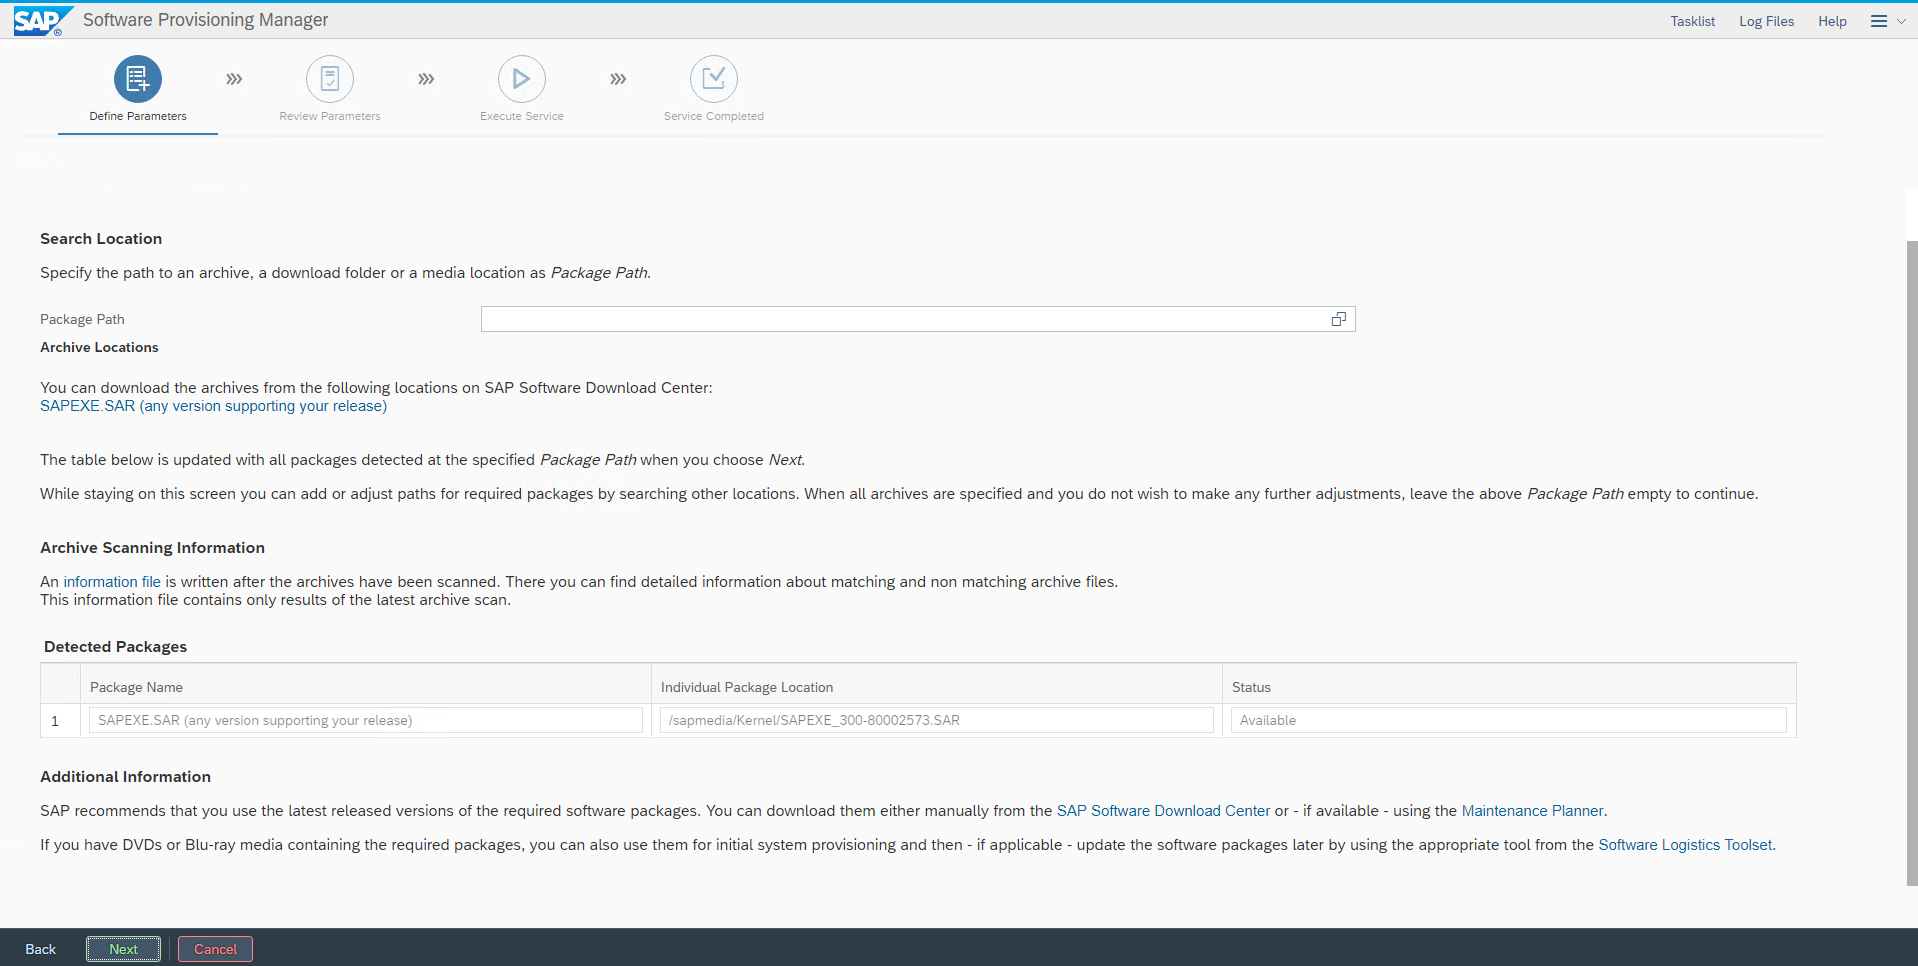 SAP ® Software Provisioning Manager Tasklist Log Files Help
Define Parameters Review Parameters Execute Service Service Completed
Search Location
Specify the path to an archive, a download folder or a media location as Package Path.
Package Path
Archive Locations
You can download the archives from the following locations on SAP Software Download Center:
SAPEXE.SAR (any version supporting your release)
The table below is updated with all packages detected at the specified Package Path when you choose Next.
While staying on this screen you can add or adjust paths for required packages by searching other locations. When all archives are specified and you do not wish to make any further adjustments, leave the above Package Path empty to continue.
Archive Scanning Information
An information file is written after the archives have been scanned. There you can find detailed information about matching and non matching archive files.
This information file contains only results of the latest archive scan.
Detected Packages
Package Name Individual Package Location Status
1 SAPEXE.SAR (any version supporting your release) /sapmedia/Kernel/SAPEXE_300-80002573.SAR Available
Additional Information
SAP recommends that you use the latest released versions of the required software packages. You can download them either manually from the SAP Software Download Center or - if available - using the Maintenance Planner.
If you have DVDs or Blu-ray media containing the required packages, you can also use them for initial system provisioning and then - if applicable - update the software packages later by using the appropriate tool from the Software Logistics Toolset.
Back Next Cancel